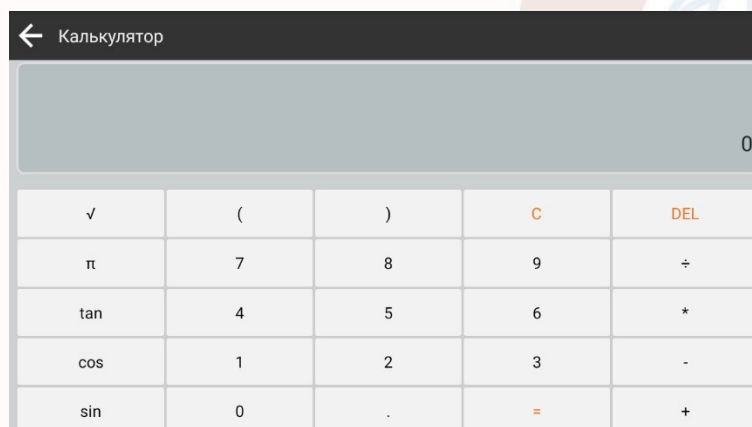 Калькулятор
0
√ ( ) C DEL
π 7 8 9 ÷
tan 4 5 6 *
cos 1 2 3 -
sin 0 . = +